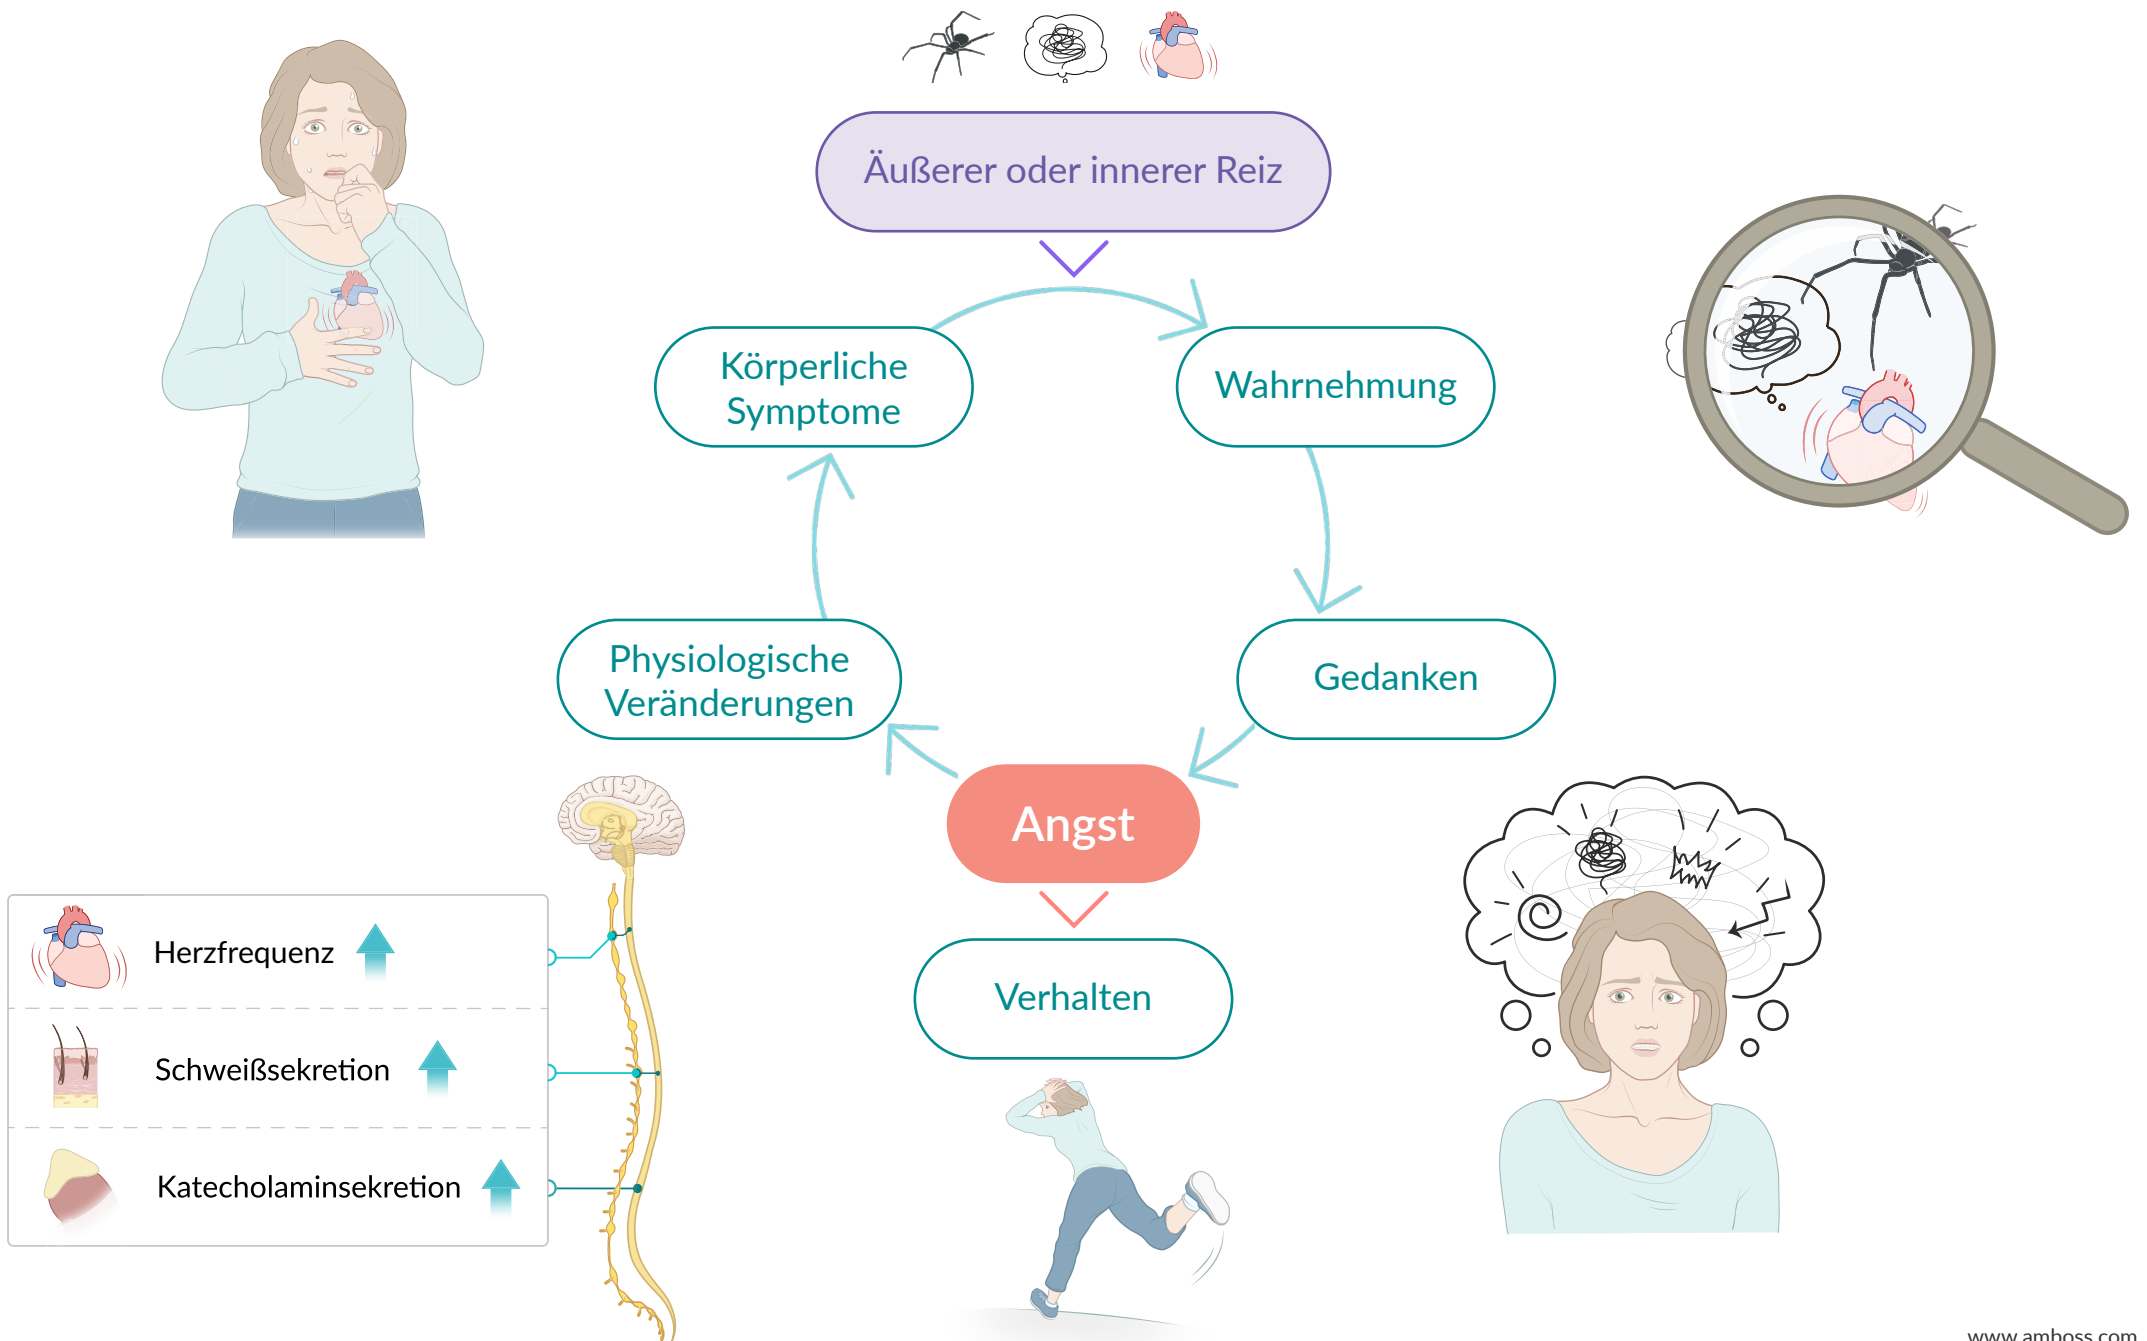 Äußerer oder innerer Reiz
Körperliche
Symptome
Wahrnehmung
Physiologische
Veränderungen
Gedanken
Angst
Verhalten
Herzfrequenz
Schweißsekretion
Katecholaminsekretion
www.amboss.com